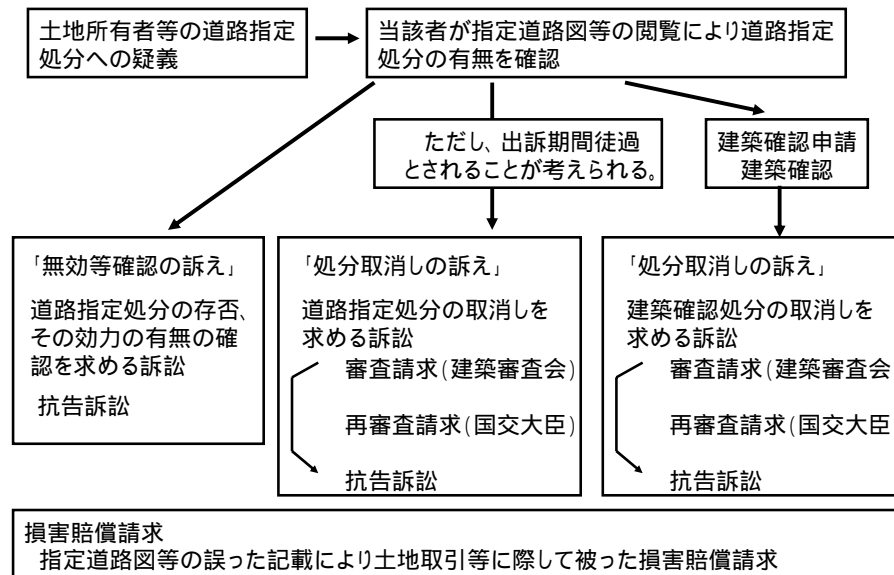 土地所有者等の道路指定
処分への疑義
当該者が指定道路図等の閲覧により道路指定
処分の有無を確認
ただし、出訴期間徒過
とされることが考えられる。
建築確認申請
建築確認
「無効等確認の訴え」
道路指定処分の存否、
その効力の有無の確
認を求める訴訟
抗告訴訟
「処分取消しの訴え」
道路指定処分の取消しを
求める訴訟
審査請求(建築審査会)
再審査請求(国交大臣)
抗告訴訟
「処分取消しの訴え」
建築確認処分の取消しを
求める訴訟
審査請求(建築審査会
再審査請求(国交大臣
抗告訴訟
損害賠償請求
指定道路図等の誤った記載により土地取引等に際して被った損害賠償請求